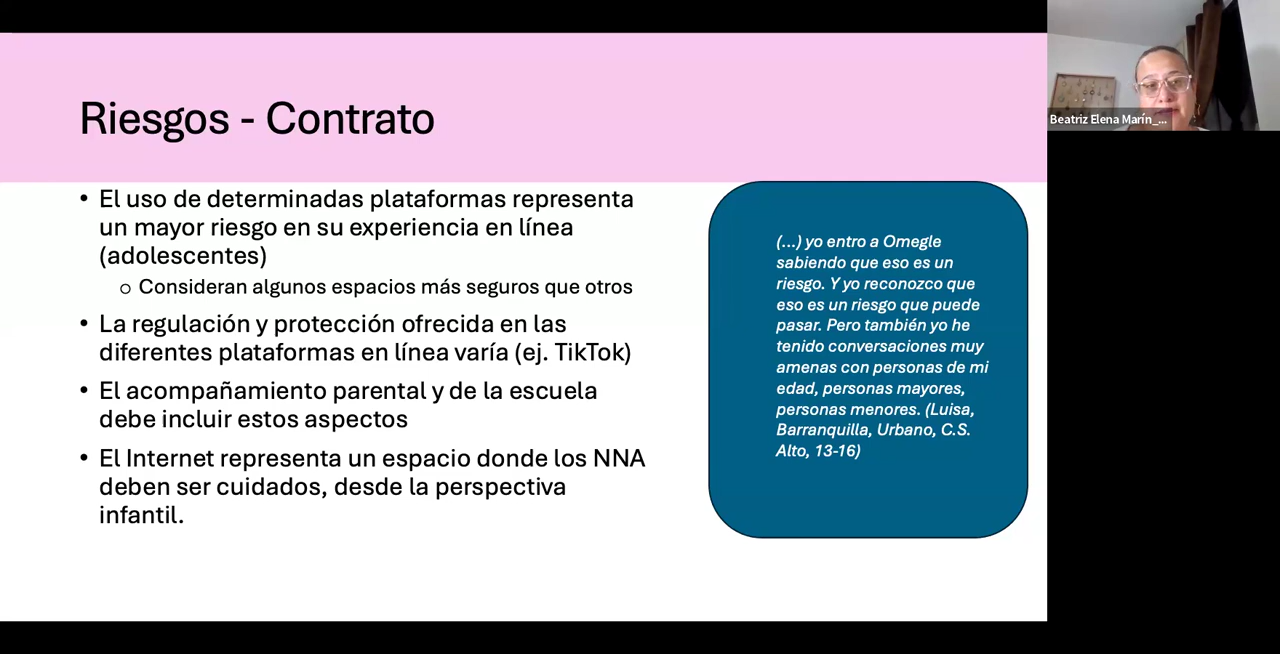 Riesgos - Contrato
• El uso de determinadas plataformas representa
un mayor riesgo en su experiencia en línea
(adolescentes)
o Consideran algunos espacios más seguros que otros
• La regulación y protección ofrecida en las
diferentes plataformas en línea varía (ej. TikTok)
• El acompañamiento parental y de la escuela
debe incluir estos aspectos
• El Internet representa un espacio donde los NNA
deben ser cuidados, desde la perspectiva
infantil.
(...) yo entro a Omegle
sabiendo que eso es un
riesgo. Y yo reconozco que
eso es un riesgo que puede
pasar. Pero también yo he
tenido conversaciones muy
amenas con personas de mi
edad, personas mayores,
personas menores. (Luisa,
Barranquilla, Urbano, C.S.
Alto, 13-16)
Beatriz Elena Marín_...